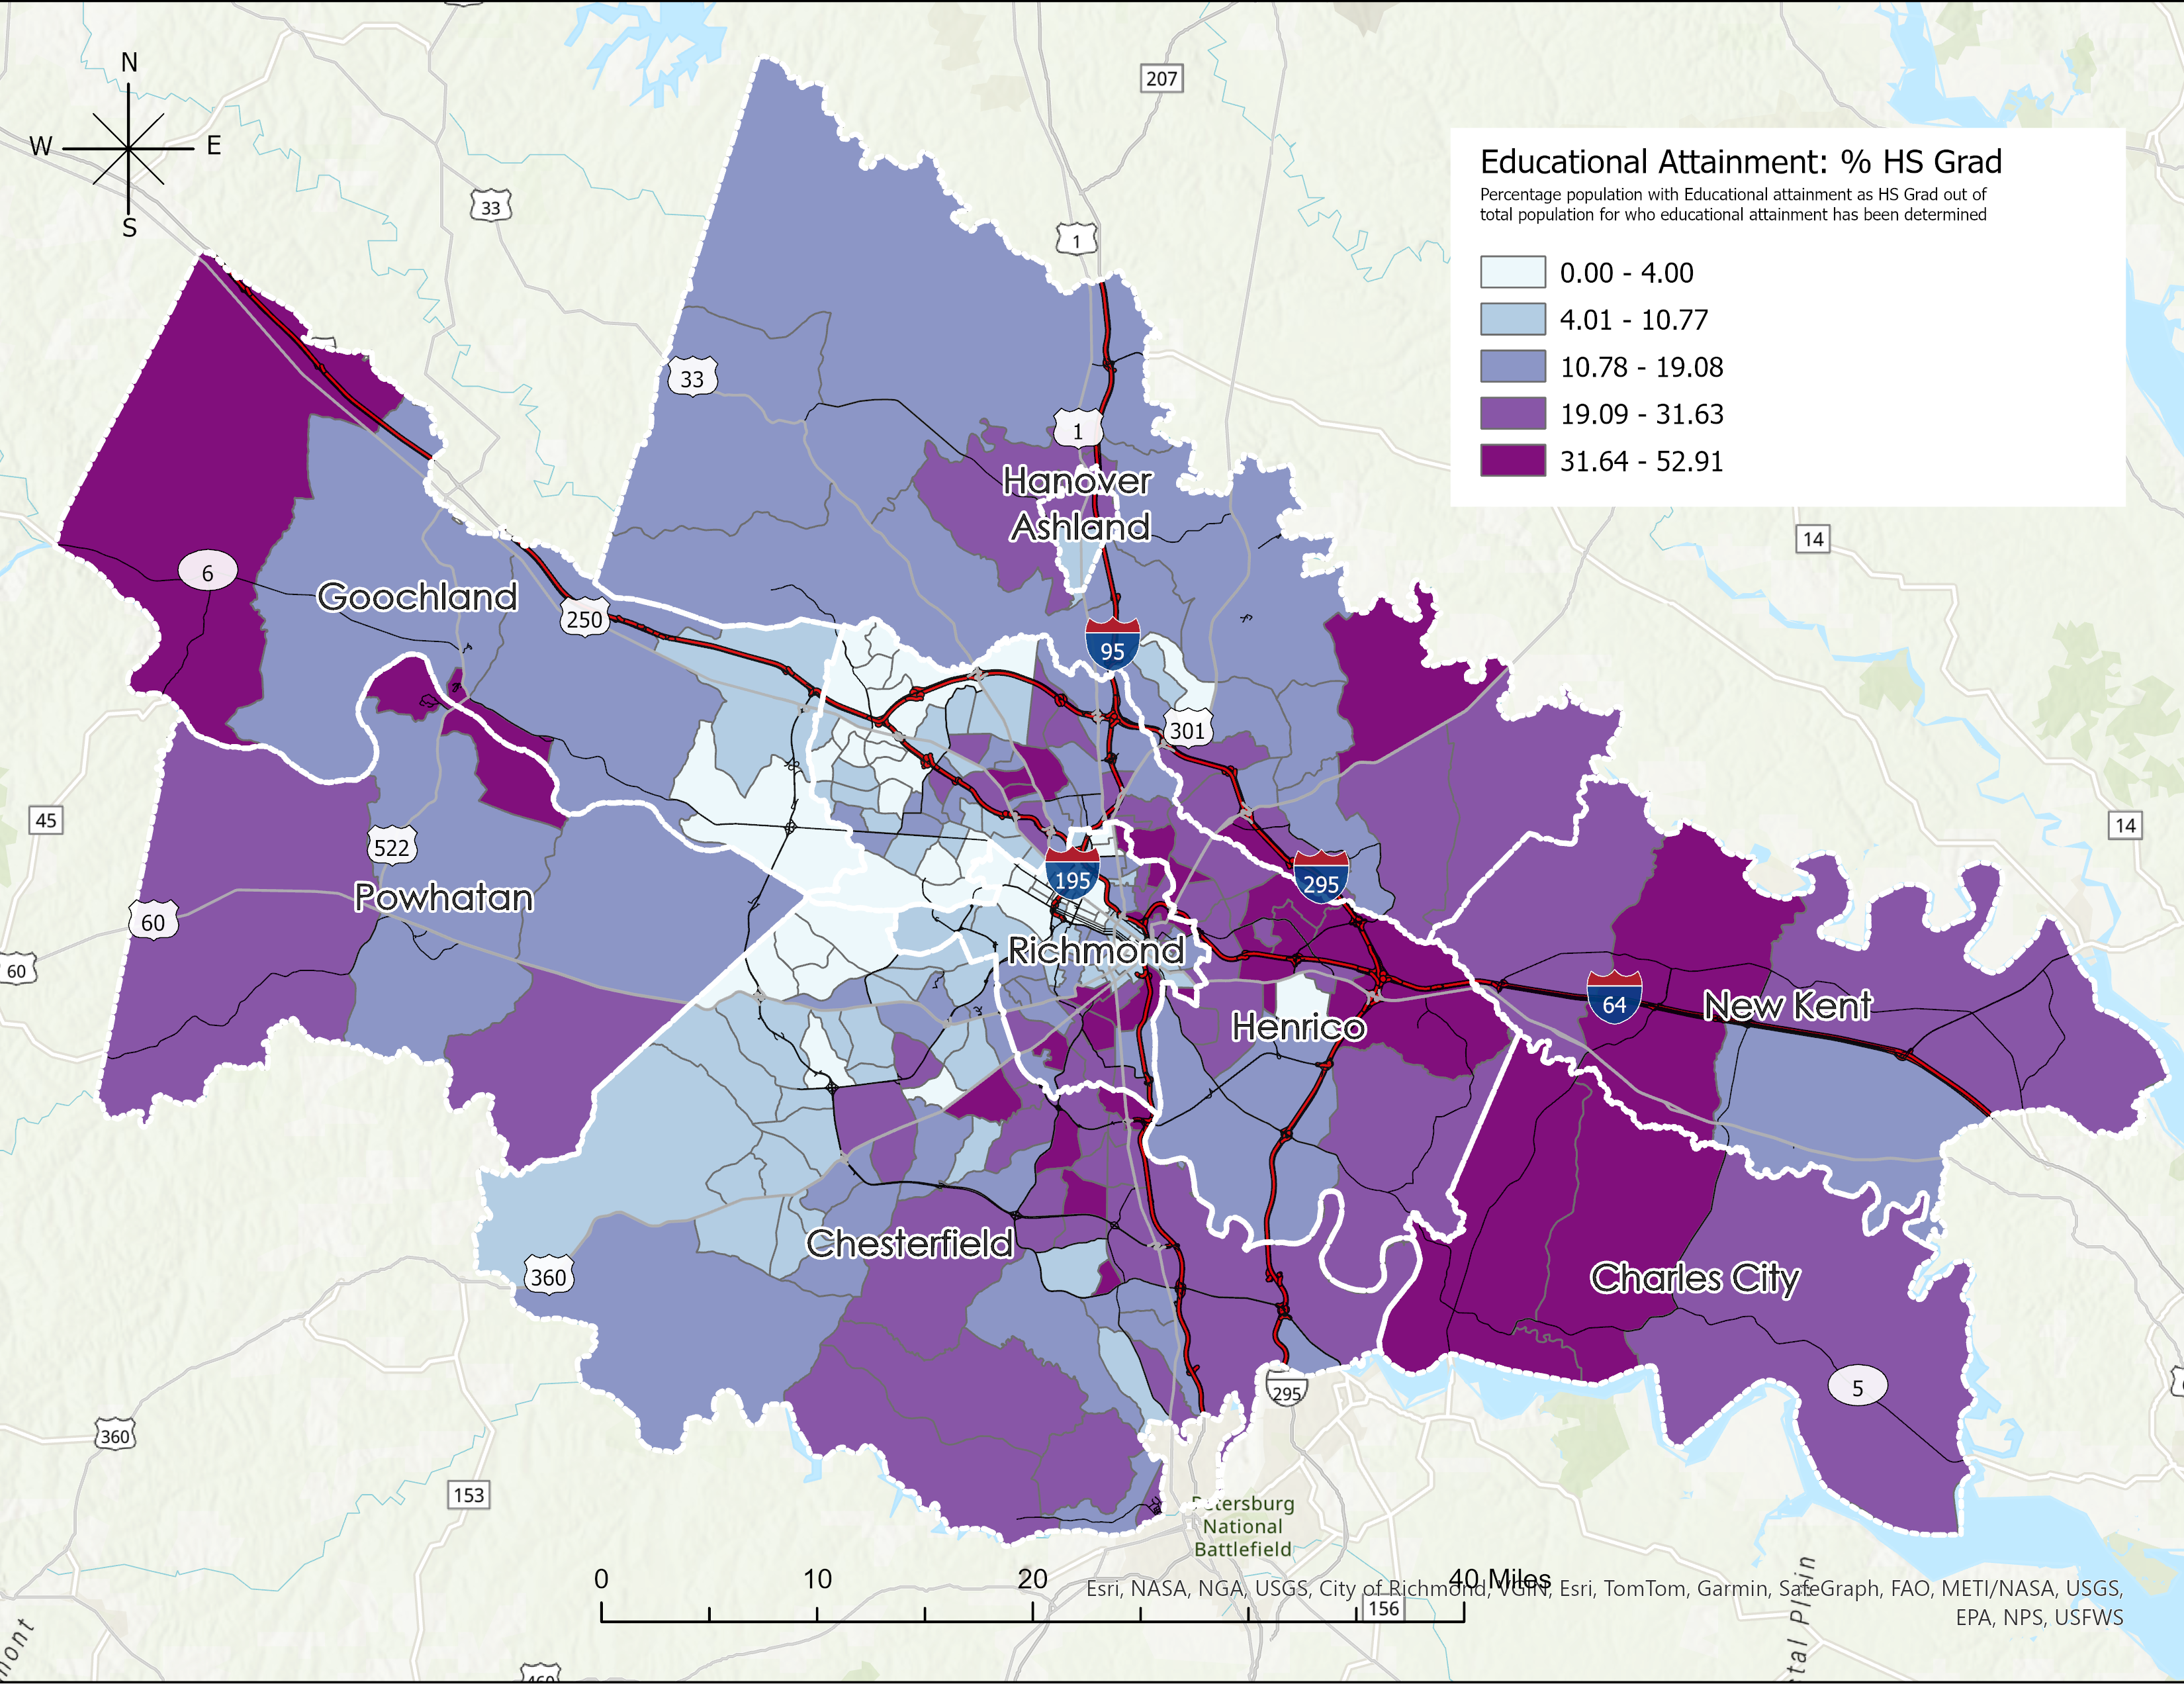 N
W
E
S
207
33
1
Educational Attainment: % HS Grad
Percentage population with Educational attainment as HS Grad out of
total population for who educational attainment has been determined
0.00 - 4.00
4.01 - 10.77
10.78 - 19.08
19.09 - 31.63
31.64 - 52.91
33
1
Hanover
Ashland
14
6
Goochland
250
95
301
45
14
522
195
295
Powhatan
60
60
Richmond
64
New Kent
Henrico
Chesterfield
360
Charles City
5
295
360
153
Petersburg
National
Battlefield
0
10
20
40 Miles
Esri, NASA, NGA, USGS, City of Richmond, VGIN, Esri, TomTom, Garmin, SafeGraph, FAO, METI/NASA, USGS,
EPA, NPS, USFWS
156